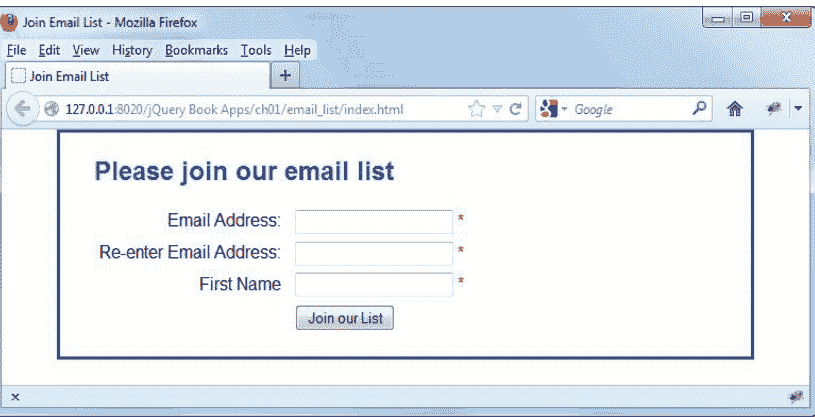 Join Email List - Mozilla Firefox
File Edit View History Bookmarks Tools Help
Join Email List +
127.0.0.1:8020/jQuery Book Apps/ch01/email_list/index.html Google
Please join our email list
Email Address: *
Re-enter Email Address: *
First Name *
Join our List
x